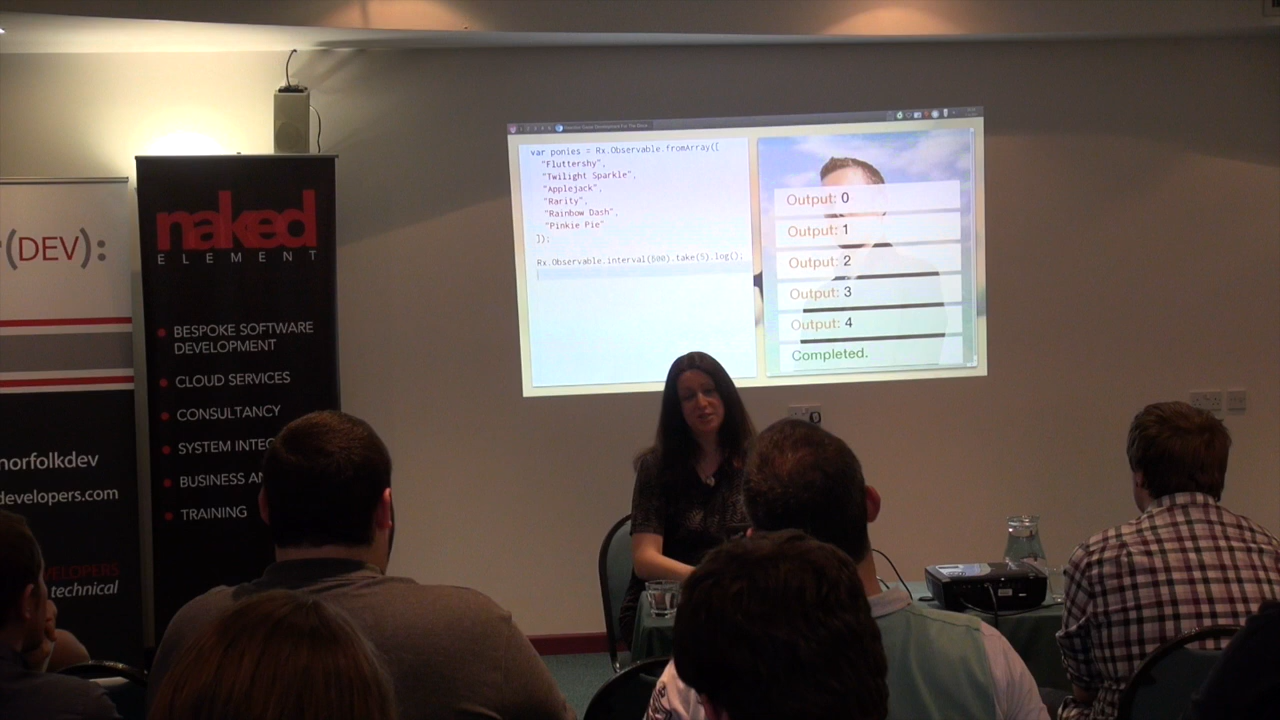 (DEV):
norfolkdev
developers.com
technical
naked
ELEMENT
BESPOKE SOFTWARE
DEVELOPMENT
CLOUD SERVICES
CONSULTANCY
SYSTEM INTEG
BUSINESS AN
TRAINING
var ponies = Rx.Observable.fromArray([
"Fluttershy",
"Twilight Sparkle",
"Applejack",
"Rarity",
"Rainbow Dash",
"Pinkie Pie"
]);
Rx.Observable.interval(500).take(5).log();
Output: 0
Output: 1
Output: 2
Output: 3
Output: 4
Completed.